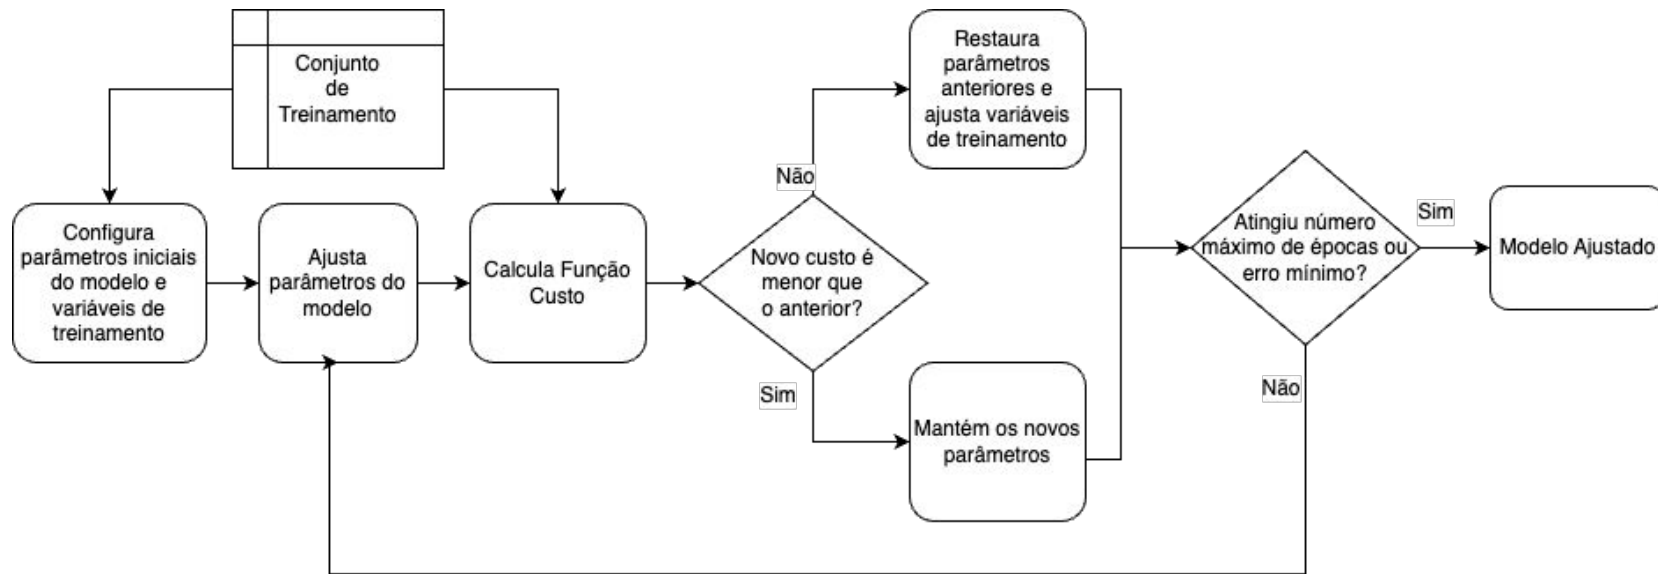 Conjunto
de
Treinamento
Configura
parâmetros iniciais
do modelo e
variáveis de
treinamento
Ajusta
parâmetros do
modelo
Calcula Função
Custo
Novo custo é
menor que
o anterior?
Não
Restaura
parâmetros
anteriores e
ajusta variáveis
de treinamento
Sim
Mantém os novos
parâmetros
Atingiu número
máximo de épocas ou
erro mínimo?
Sim
Modelo Ajustado
Não